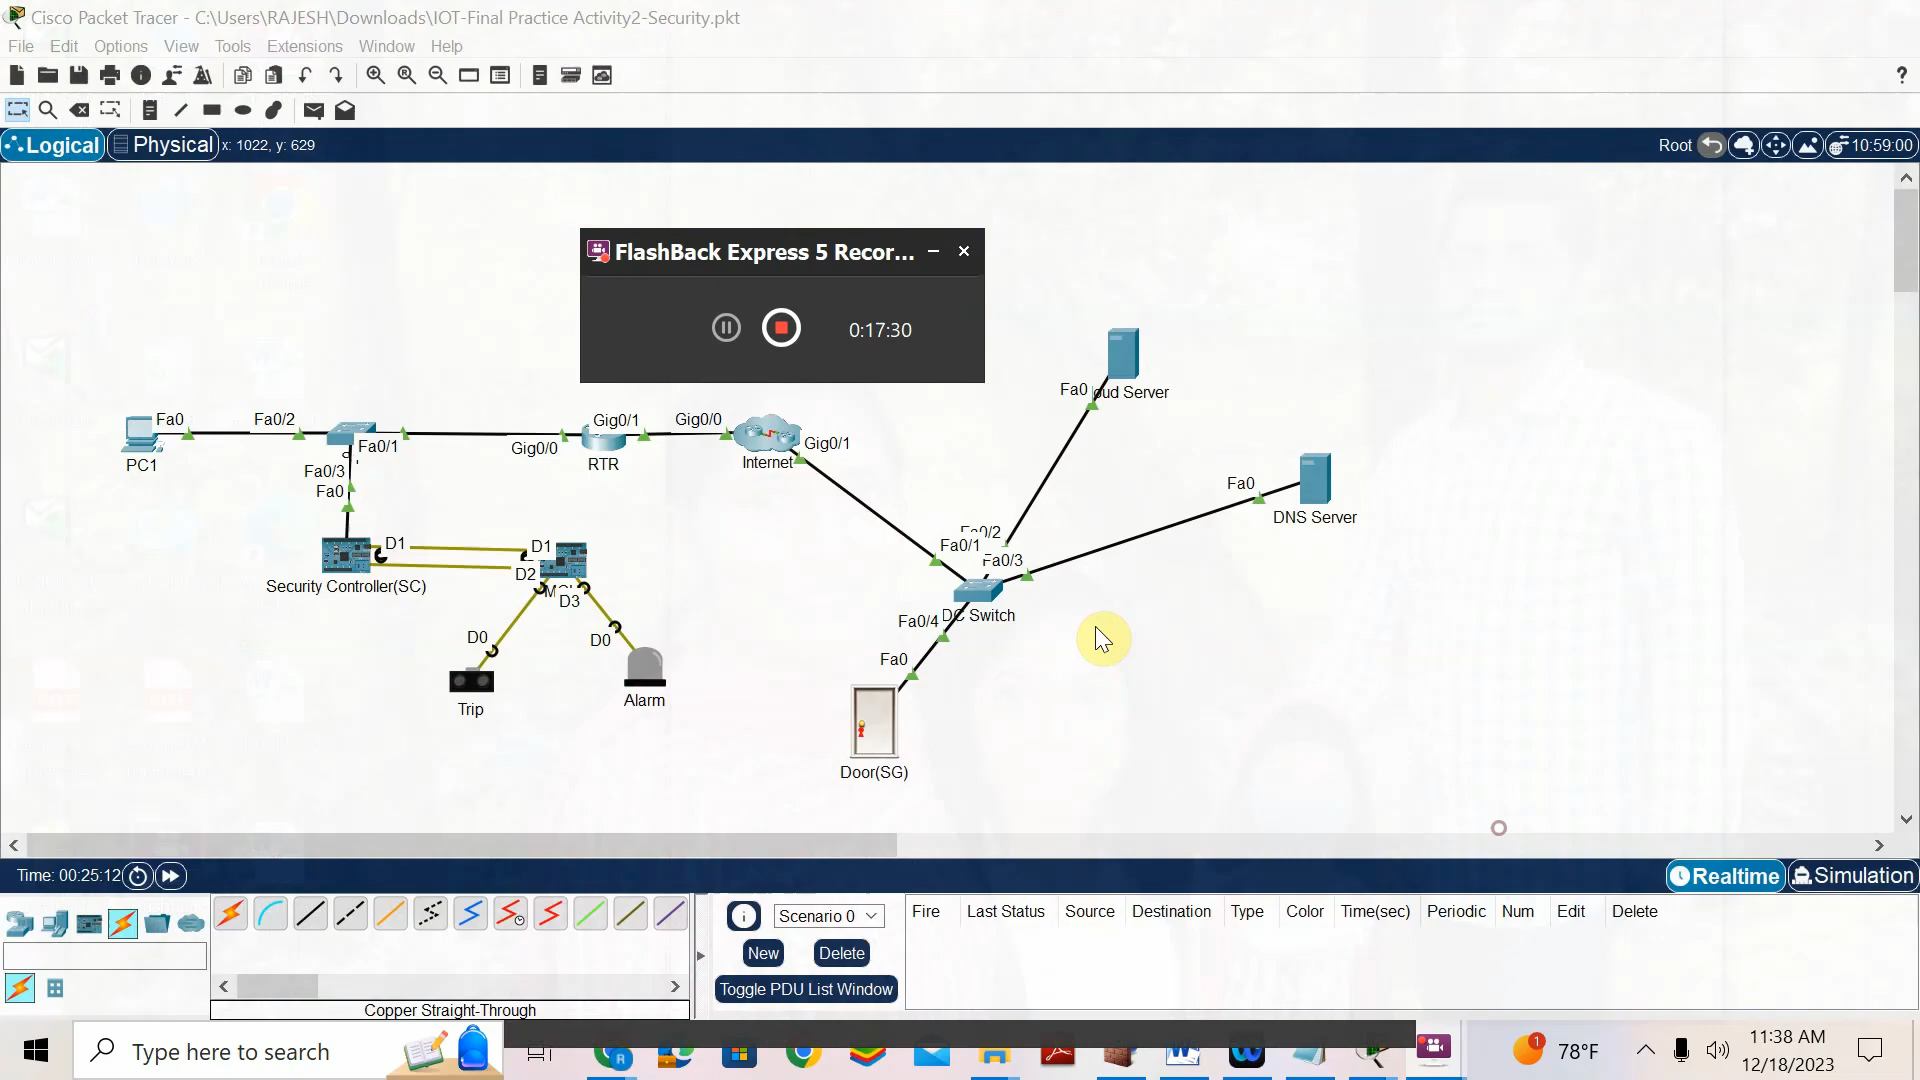 Cisco Packet Tracer - C:\Users\RAJESH\Downloads\IOT-Final Practice Activity2-Security.pkt
File Edit Options View Tools Extensions Window Help
?
Logical Physical x: 1022, y: 629 Root 10:59:00
FlashBack Express 5 Recor...
0:17:30
Fa0 Fa0/2 Fa0/1 Gig0/0 Gig0/1 Gig0/0 Gig0/1
PC1 RTR Internet
Fa0/3
Fa0
Fa0 oud Server
Fa0
DNS Server
D1 D1
D2
D3
Security Controller(SC)
Fa0/2
Fa0/1
Fa0/3
DC Switch
Fa0/4
Fa0
D0 D0
Trip Alarm
Door(SG)
Time: 00:25:12 Realtime Simulation
Scenario 0
New Delete
Toggle PDU List Window
Fire Last Status Source Destination Type Color Time(sec) Periodic Num Edit Delete
Copper Straight-Through
Type here to search
78°F
11:38 AM
12/18/2023